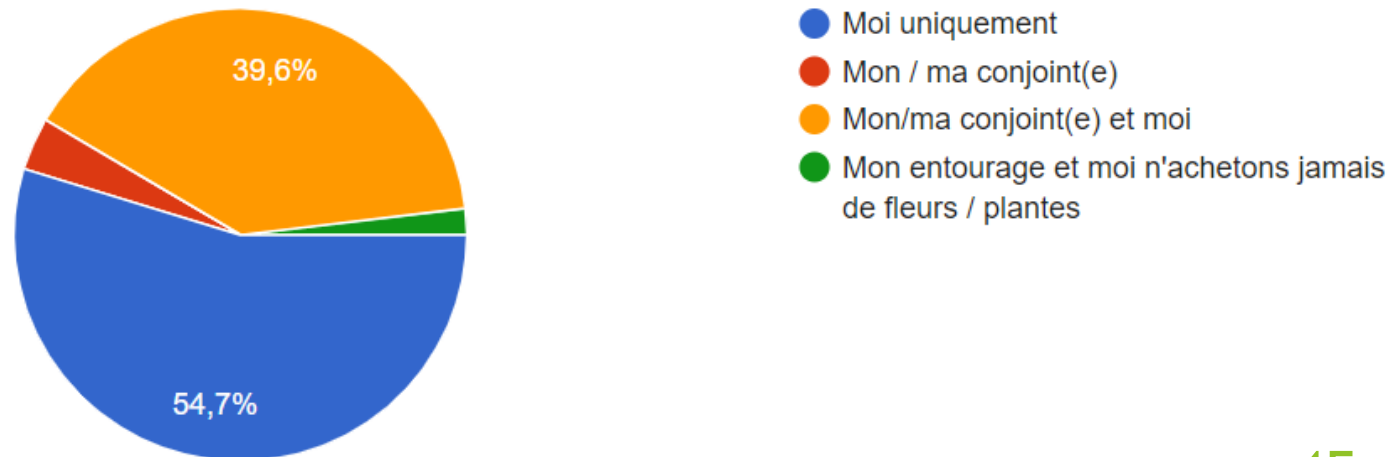 39,6%
54,7%
Moi uniquement
Mon / ma conjoint(e)
Mon/ma conjoint(e) et moi
Mon entourage et moi n'achetons jamais
de fleurs / plantes